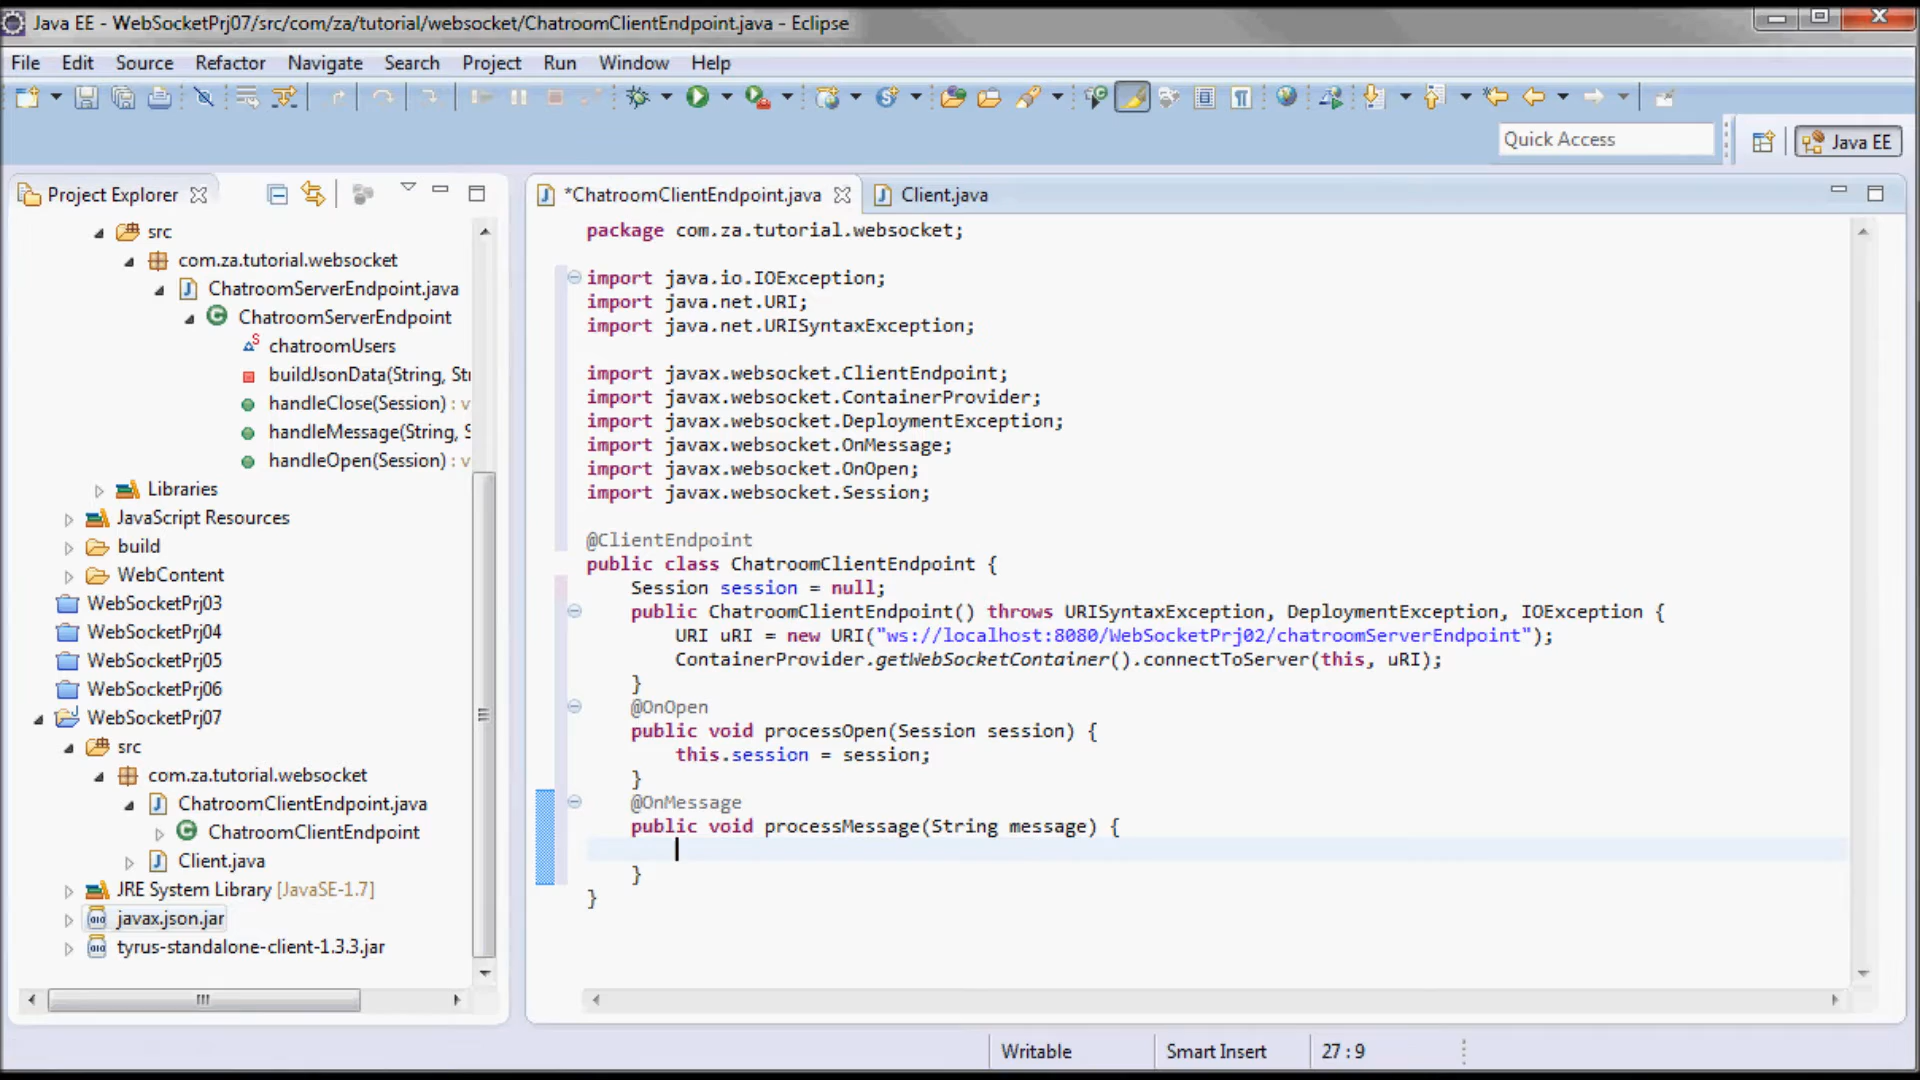 Java EE - WebSocketPrj07/src/com/za/tutorial/websocket/ChatroomClientEndpoint.java - Eclipse
File Edit Source Refactor Navigate Search Project Run Window Help
Quick Access
Java EE
Project Explorer
src
com.za.tutorial.websocket
ChatroomServerEndpoint.java
ChatroomServerEndpoint
chatroomUsers
buildJsonData(String, Str
handleClose(Session) : v
handleMessage(String, S
handleOpen(Session) : v
Libraries
JavaScript Resources
build
WebContent
WebSocketPrj03
WebSocketPrj04
WebSocketPrj05
WebSocketPrj06
WebSocketPrj07
src
com.za.tutorial.websocket
ChatroomClientEndpoint.java
ChatroomClientEndpoint
Client.java
JRE System Library [JavaSE-1.7]
javax.json.jar
tyrus-standalone-client-1.3.3.jar
*ChatroomClientEndpoint.java
Client.java
package com.za.tutorial.websocket;
import java.io.IOException;
import java.net.URI;
import java.net.URISyntaxException;
import javax.websocket.ClientEndpoint;
import javax.websocket.ContainerProvider;
import javax.websocket.DeploymentException;
import javax.websocket.OnMessage;
import javax.websocket.OnOpen;
import javax.websocket.Session;
@ClientEndpoint
public class ChatroomClientEndpoint {
Session session = null;
public ChatroomClientEndpoint() throws URISyntaxException, DeploymentException, IOException {
URI uRI = new URI("ws://localhost:8080/WebSocketPrj02/chatroomServerEndpoint");
ContainerProvider.getWebSocketContainer().connectToServer(this, uRI);
}
@OnOpen
public void processOpen(Session session) {
this.session = session;
}
@OnMessage
public void processMessage(String message) {
}
}
Writable
Smart Insert
27 : 9